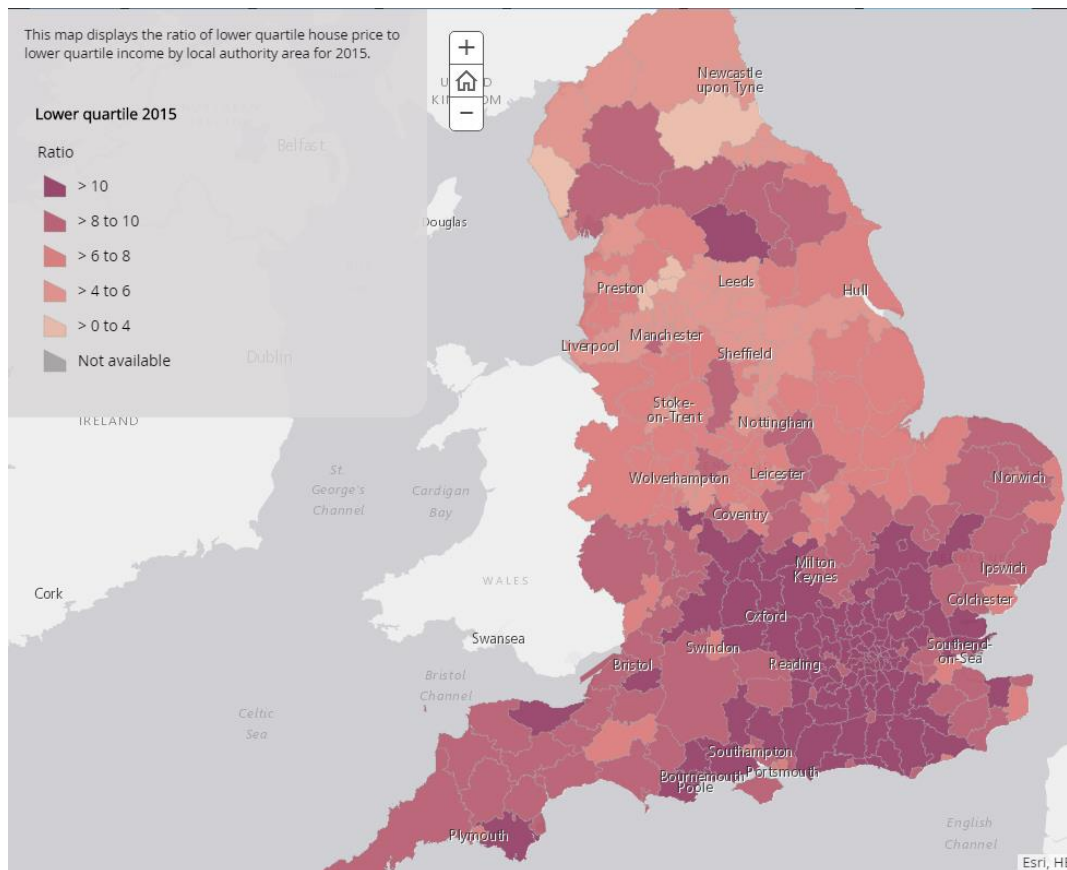 This map displays the ratio of lower quartile house price to
lower quartile income by local authority area for 2015.
Lower quartile 2015
Ratio
> 10
> 8 to 10
> 6 to 8
> 4 to 6
> 0 to 4
Not available
+
−
Belfast
Dublin
IRELAND
Douglas
Cork
St.
George's
Channel
Cardigan
Bay
WALES
Swansea
Bristol
Channel
Celtic
Sea
Newcastle
upon Tyne
Preston
Leeds
Hull
Manchester
Liverpool
Sheffield
Stoke-
on-Trent
Nottingham
Wolverhampton
Leicester
Norwich
Coventry
Milton
Keynes
Ipswich
Colchester
Oxford
Swindon
Bristol
Reading
Southend-
on-Sea
Southampton
Bournemouth
Portsmouth
Poole
Plymouth
English
Channel
Esri,